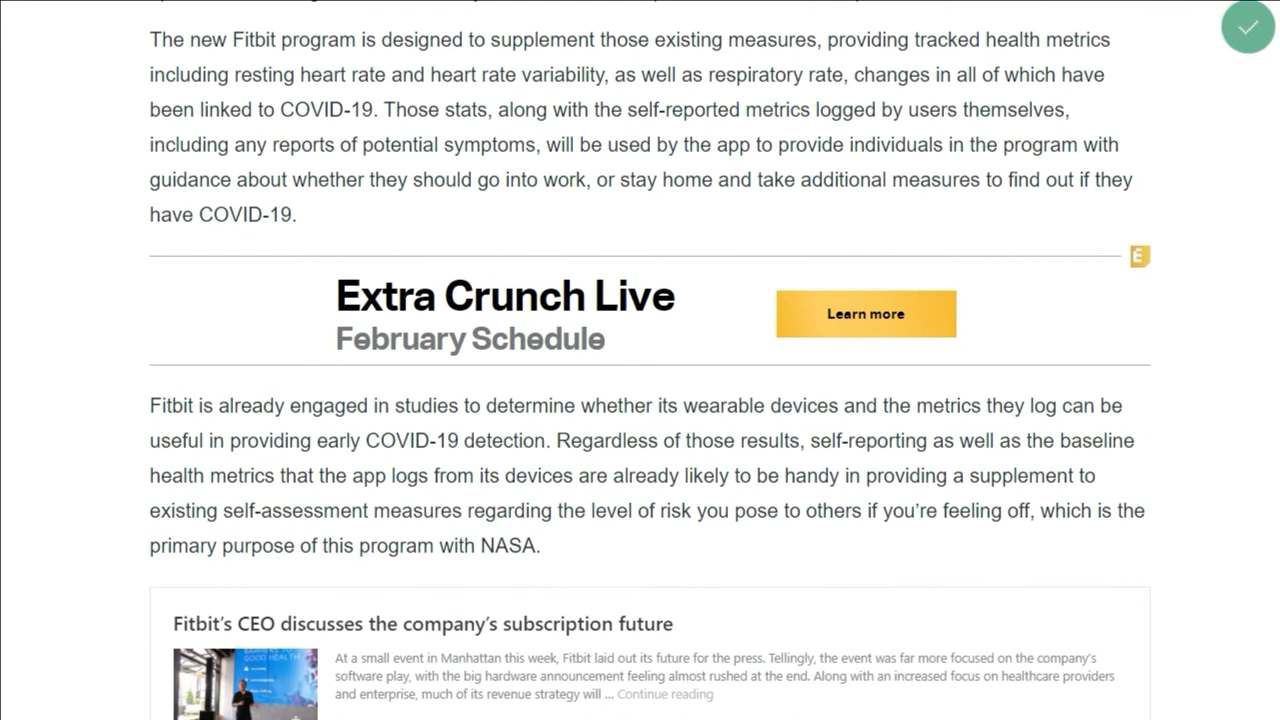 The new Fitbit program is designed to supplement those existing measures, providing tracked health metrics
including resting heart rate and heart rate variability, as well as respiratory rate, changes in all of which have
been linked to COVID-19. Those stats, along with the self-reported metrics logged by users themselves,
including any reports of potential symptoms, will be used by the app to provide individuals in the program with
guidance about whether they should go into work, or stay home and take additional measures to find out if they
have COVID-19.
E
Extra Crunch Live
February Schedule
Learn more
Fitbit is already engaged in studies to determine whether its wearable devices and the metrics they log can be
useful in providing early COVID-19 detection. Regardless of those results, self-reporting as well as the baseline
health metrics that the app logs from its devices are already likely to be handy in providing a supplement to
existing self-assessment measures regarding the level of risk you pose to others if you’re feeling off, which is the
primary purpose of this program with NASA.
Fitbit’s CEO discusses the company’s subscription future
At a small event in Manhattan this week, Fitbit laid out its future for the press. Tellingly, the event was far more focused on the company’s
software play, with the big hardware announcement feeling almost rushed at the end. Along with an increased focus on healthcare providers
and enterprise, much of its revenue strategy will ... Continue reading
GOOD HEALTH